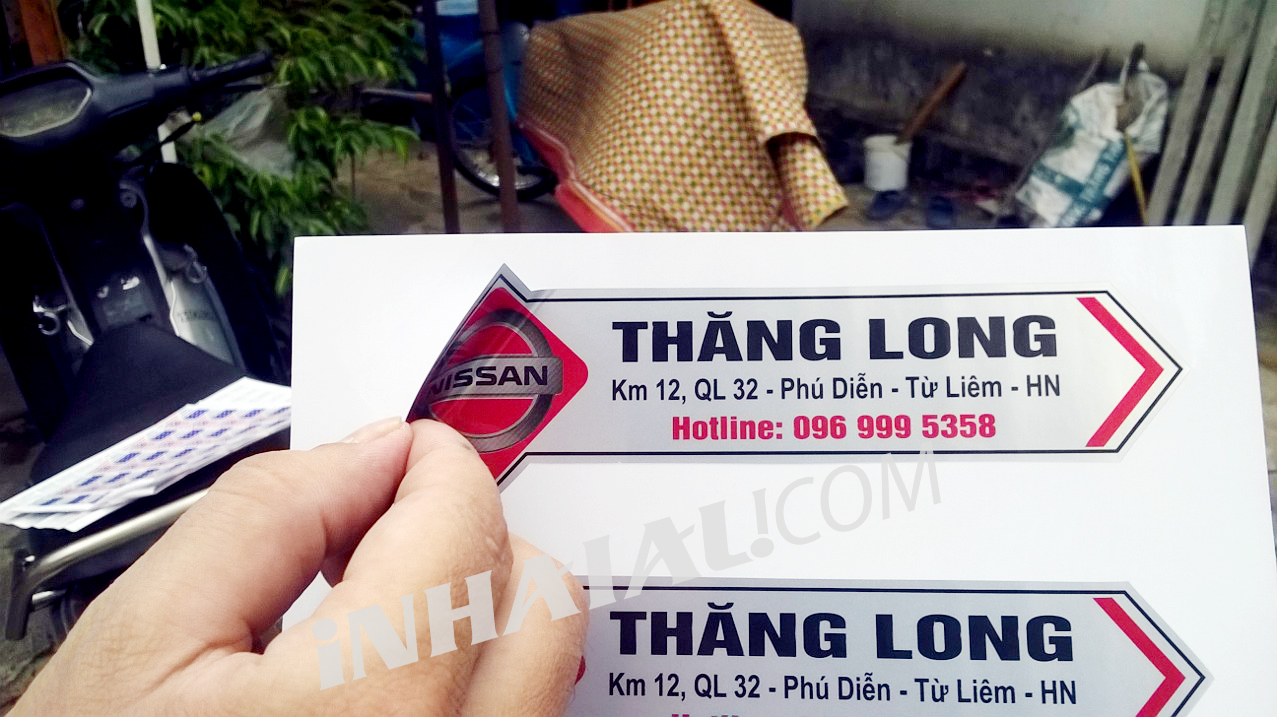 NISSAN
THĂNG LONG
Km 12, QL 32 - Phú Diễn - Từ Liêm - HN
Hotline: 096 999 5358
iNHAIAL!.COM
THĂNG LONG
Km 12, QL 32 - Phú Diễn - Từ Liêm - HN